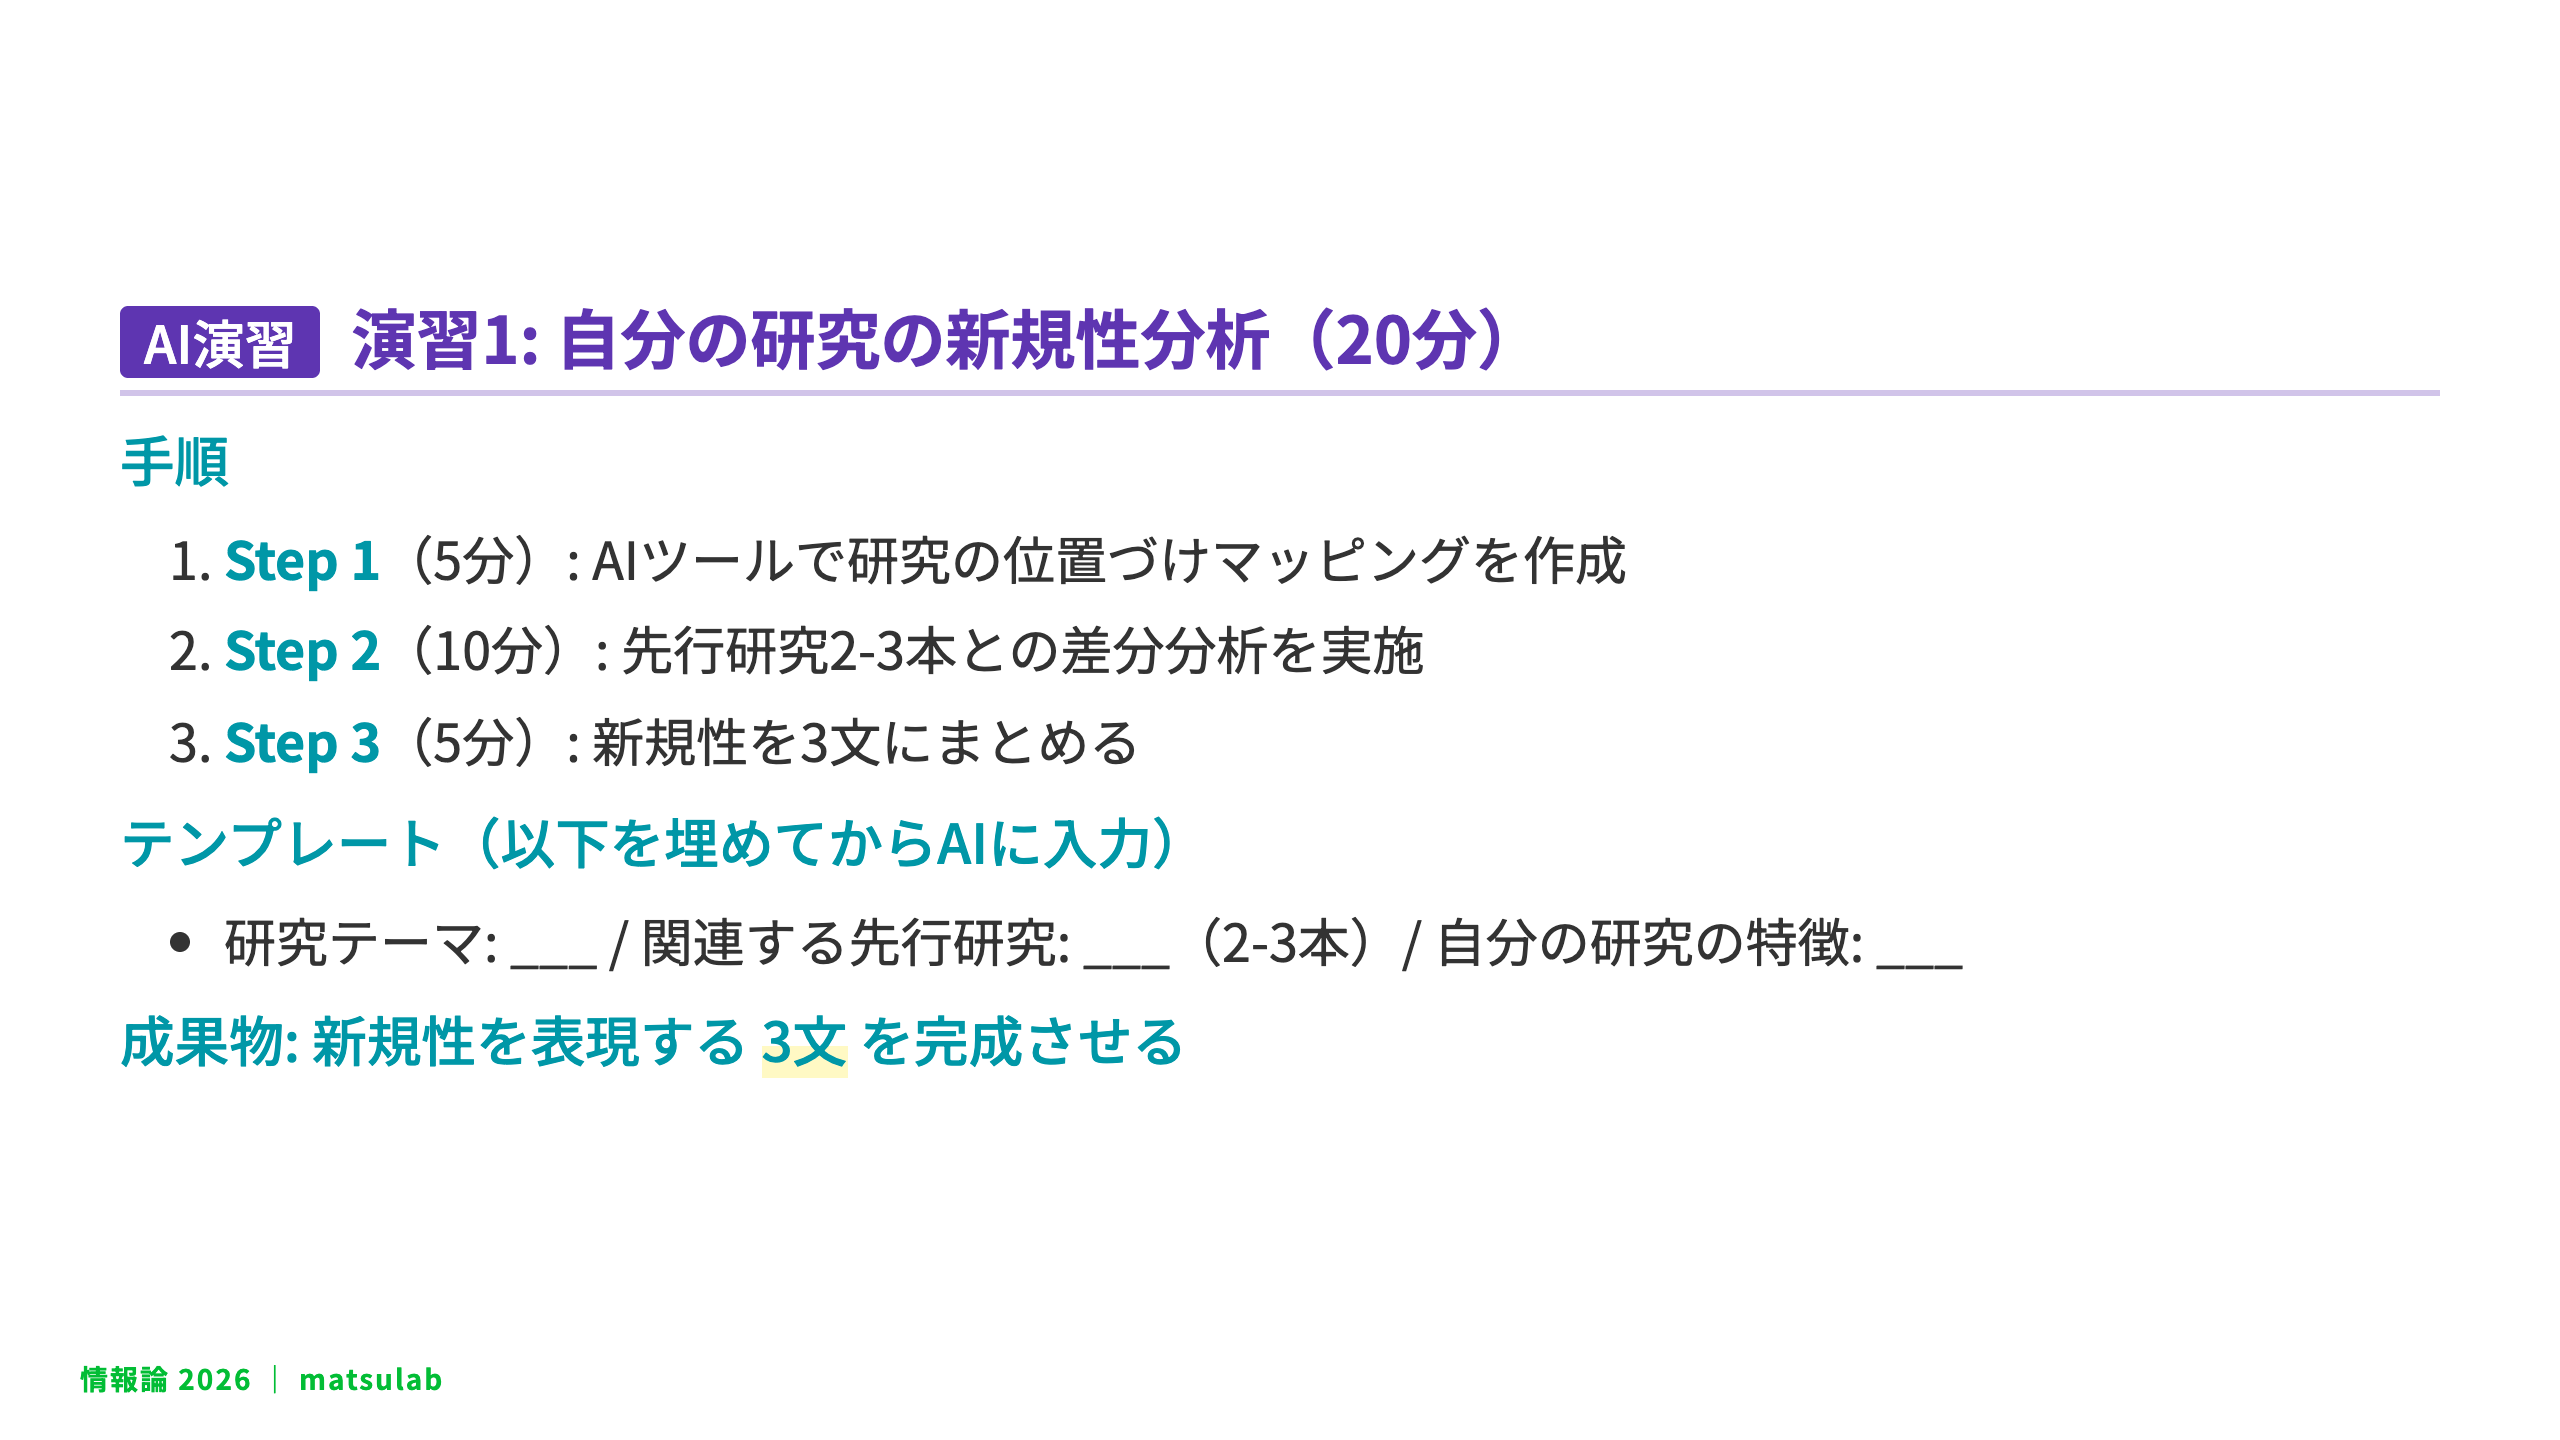 AI演習 演習1: 自分の研究の新規性分析（20分）
手順
1. Step 1（5分）: AIツールで研究の位置づけマッピングを作成
2. Step 2（10分）: 先行研究2-3本との差分分析を実施
3. Step 3（5分）: 新規性を3文にまとめる
テンプレート（以下を埋めてからAIに入力）
• 研究テーマ: ___ / 関連する先行研究: ___（2-3本）/ 自分の研究の特徴: ___
成果物: 新規性を表現する 3文 を完成させる
情報論 2026 ｜ matsulab